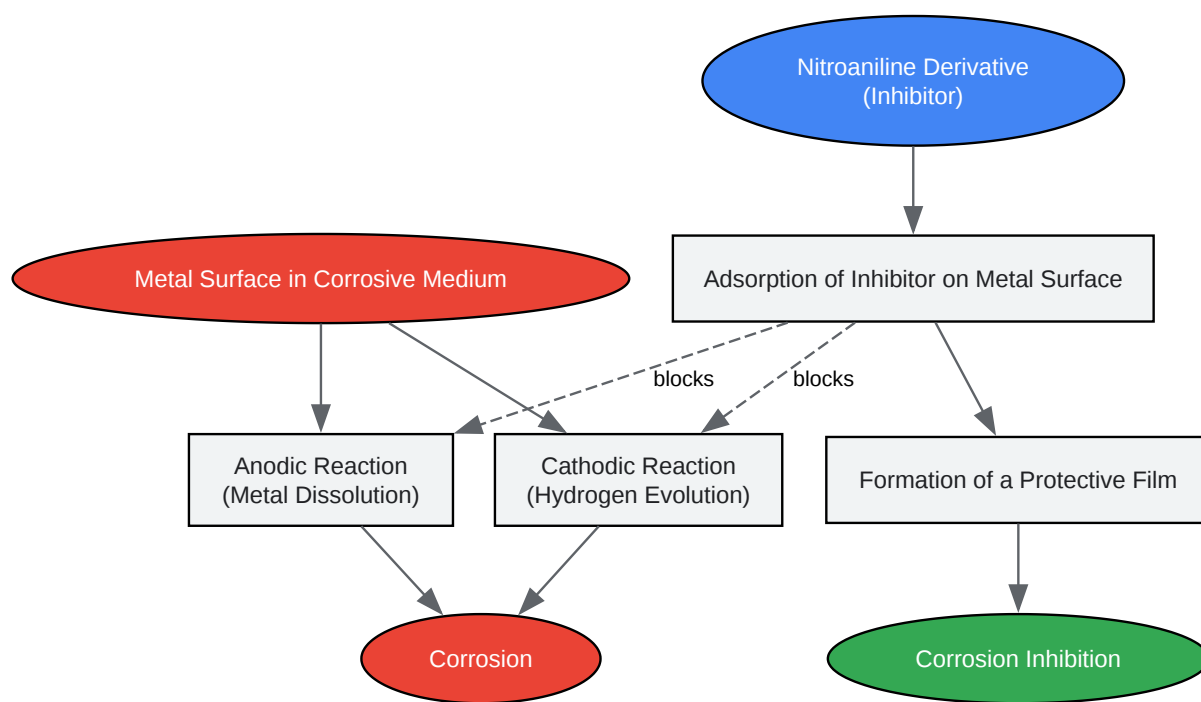 Nitroaniline Derivative
(Inhibitor)
Metal Surface in Corrosive Medium
Adsorption of Inhibitor on Metal Surface
blocks
blocks
Anodic Reaction
(Metal Dissolution)
Cathodic Reaction
(Hydrogen Evolution)
Formation of a Protective Film
Corrosion
Corrosion Inhibition